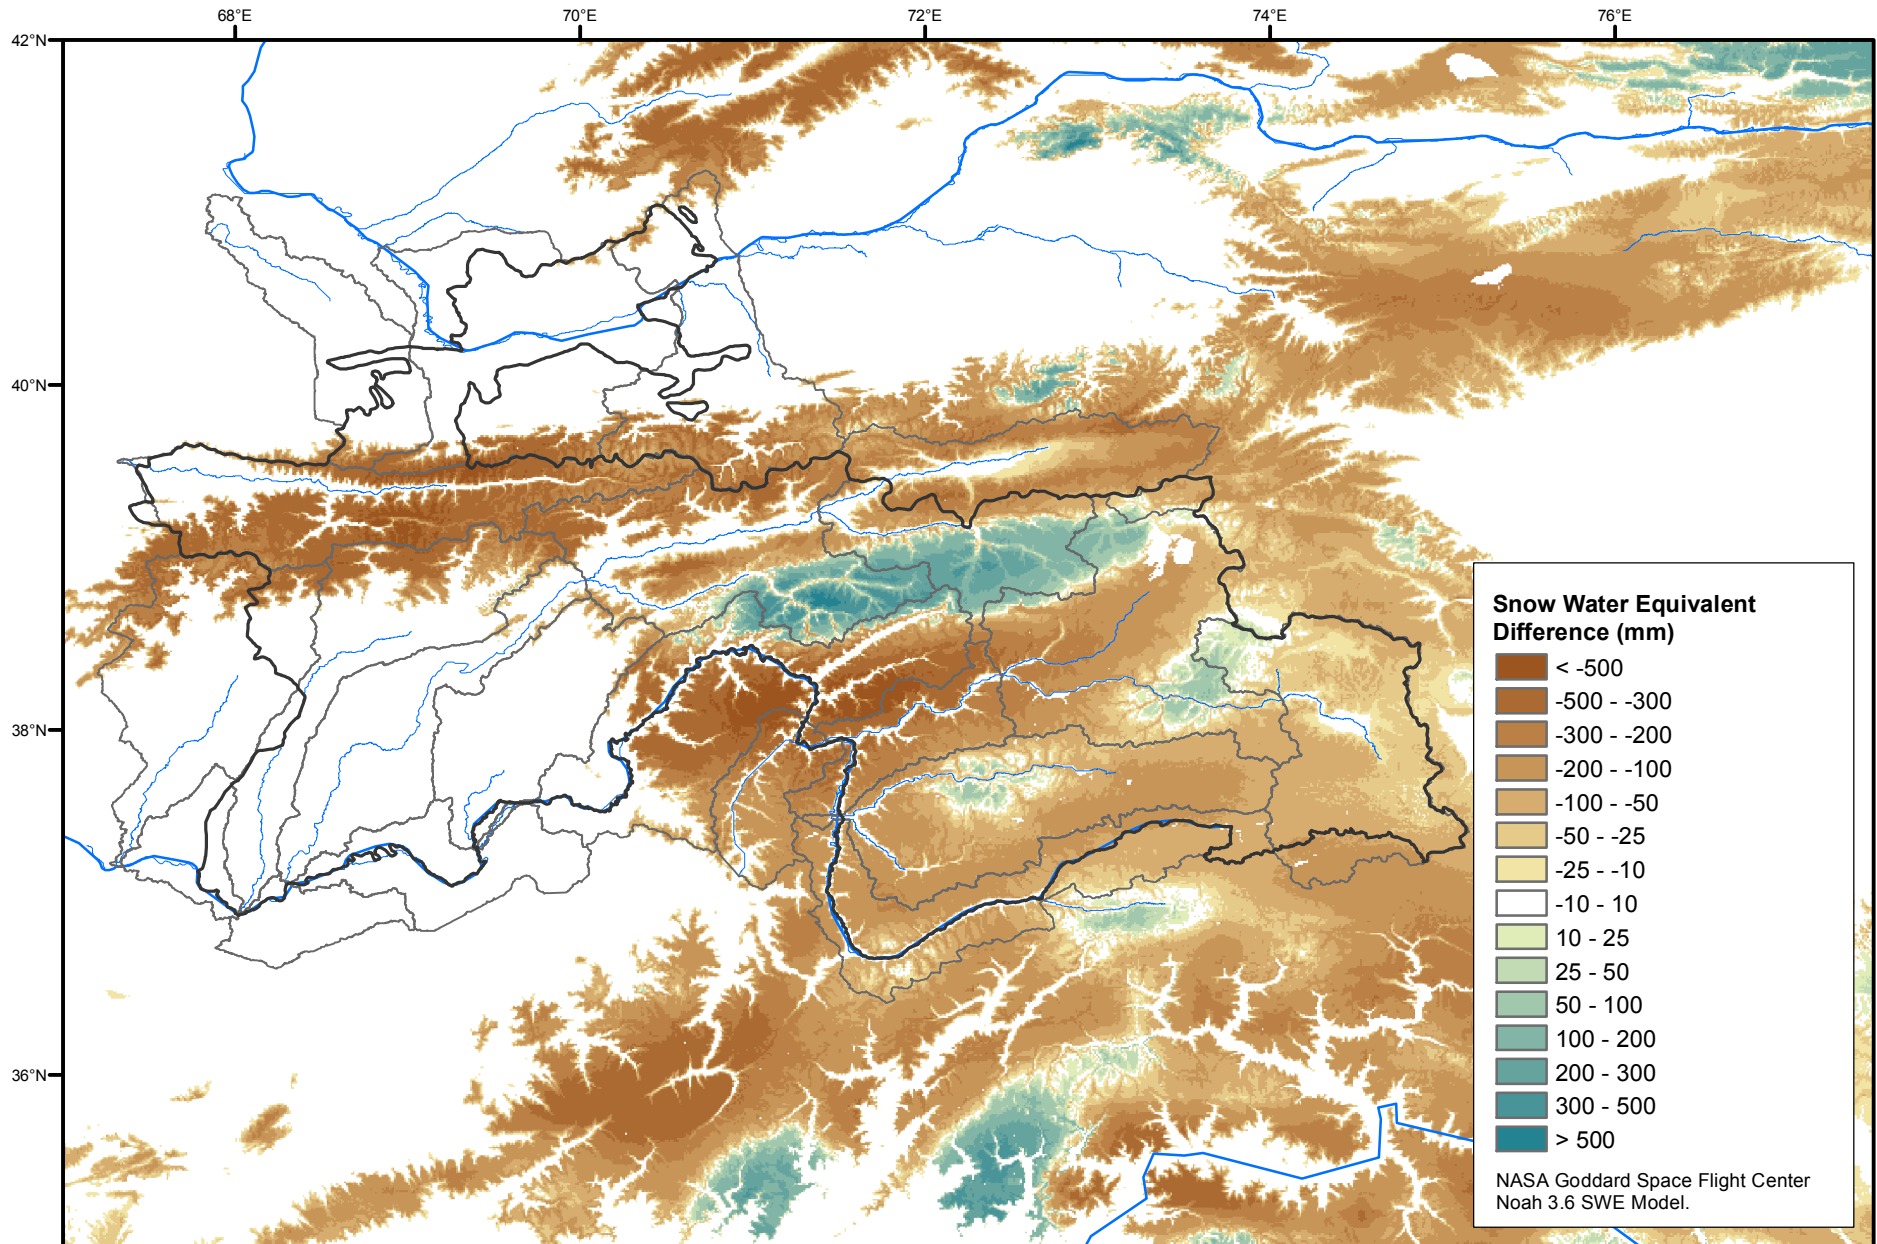 68°E
70°E
72°E
74°E
76°E
42°N
40°N
38°N
36°N
Snow Water Equivalent
Difference (mm)
< -500
-500 - -300
-300 - -200
-200 - -100
-100 - -50
-50 - -25
-25 - -10
-10 - 10
10 - 25
25 - 50
50 - 100
100 - 200
200 - 300
300 - 500
> 500
NASA Goddard Space Flight Center
Noah 3.6 SWE Model.